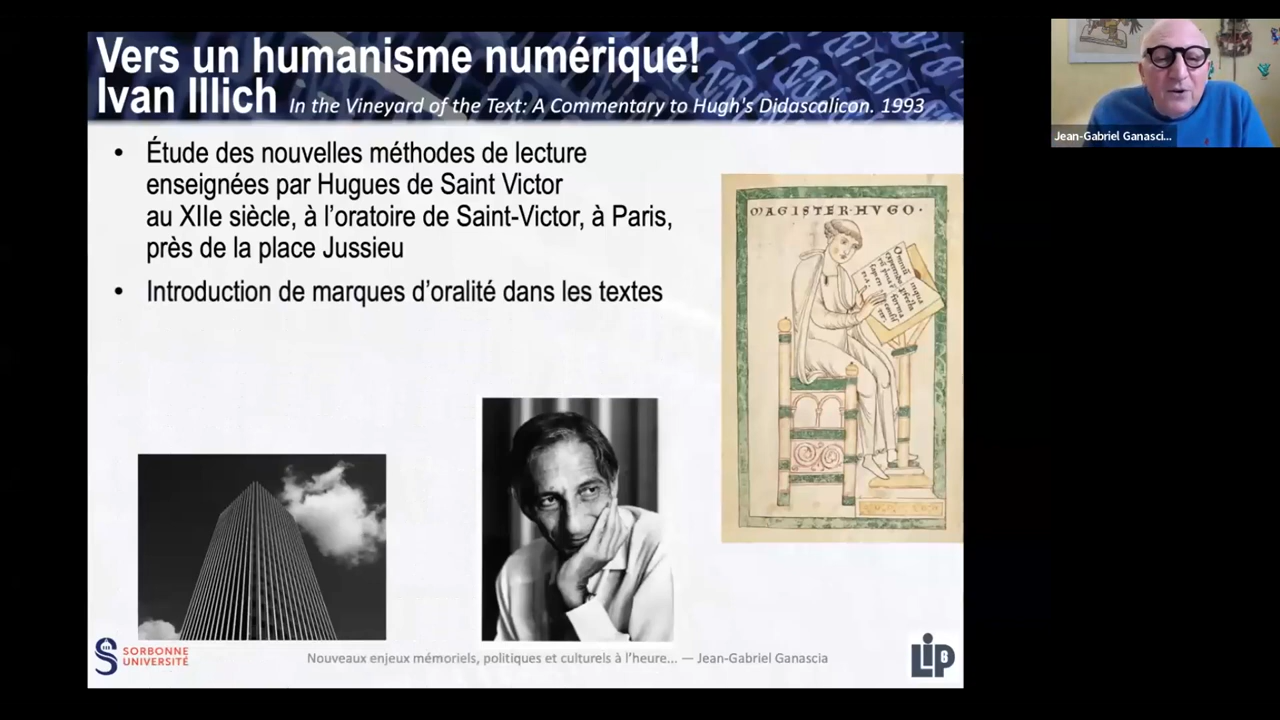 Vers un humanisme numérique!
Ivan Illich In the Vineyard of the Text: A Commentary to Hugh's Didascalicon. 1993
• Étude des nouvelles méthodes de lecture
enseignées par Hugues de Saint Victor
au XIIe siècle, à l'oratoire de Saint-Victor, à Paris,
près de la place Jussieu
• Introduction de marques d'oralité dans les textes
MAGISTER·HVGO·
SORBONNE
UNIVERSITÉ
Nouveaux enjeux mémoriels, politiques et culturels à l'heure... — Jean-Gabriel Ganascia
LIP6
Jean-Gabriel Ganasci...